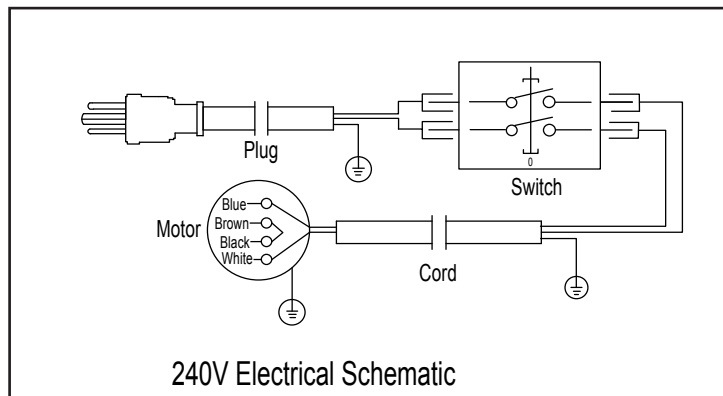 Plug
0
Switch
Motor
Blue
Brown
Black
White
Cord
240V Electrical Schematic